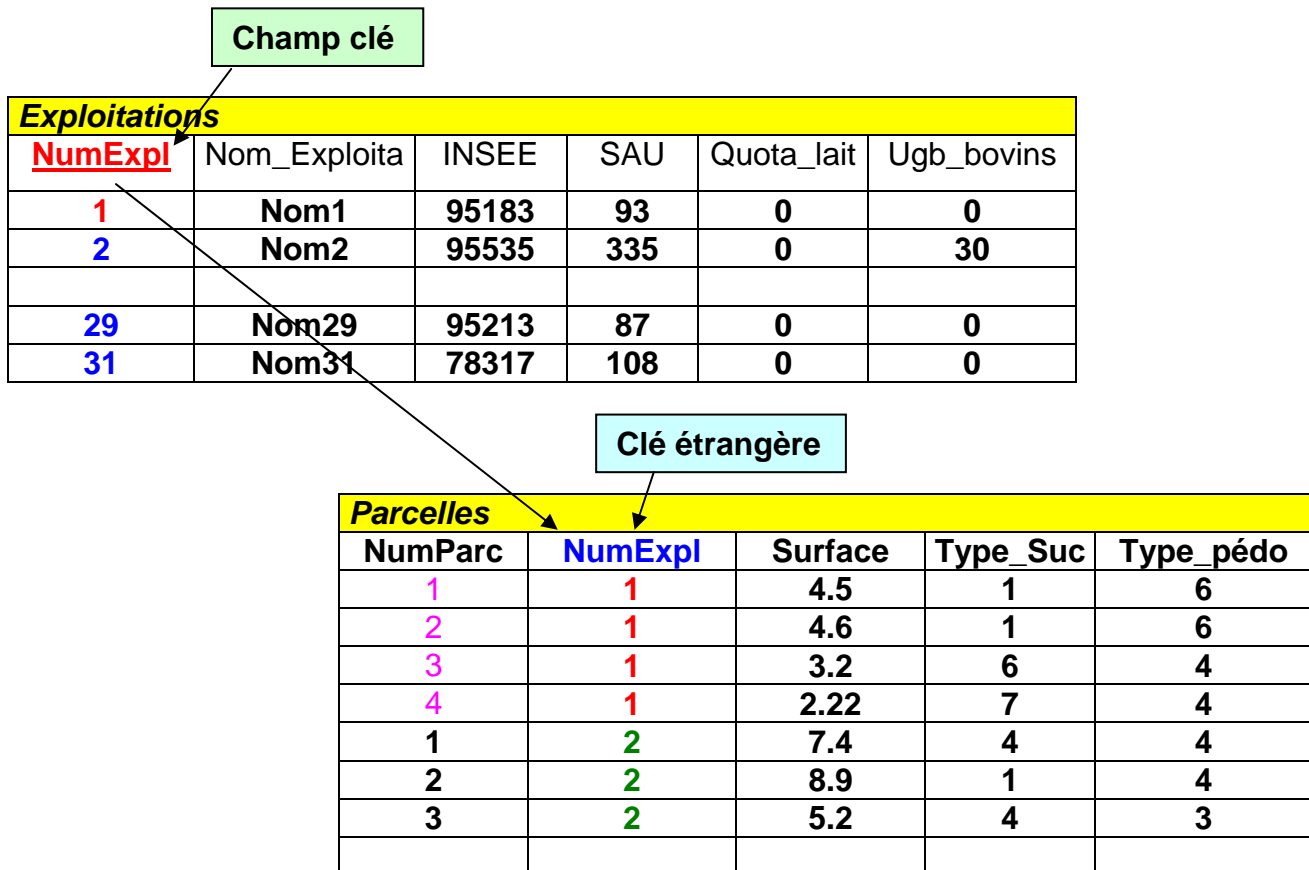 Champ clé
Exploitations
NumExpl Nom_Exploita INSEE SAU Quota_lait Ugb_bovins
1 Nom1 95183 93 0 0
2 Nom2 95535 335 0 30
29 Nom29 95213 87 0 0
31 Nom31 78317 108 0 0
Clé étrangère
Parcelles
NumParc NumExpl Surface Type_Suc Type_pédo
1 1 4.5 1 6
2 1 4.6 1 6
3 1 3.2 6 4
4 1 2.22 7 4
1 2 7.4 4 4
2 2 8.9 1 4
3 2 5.2 4 3